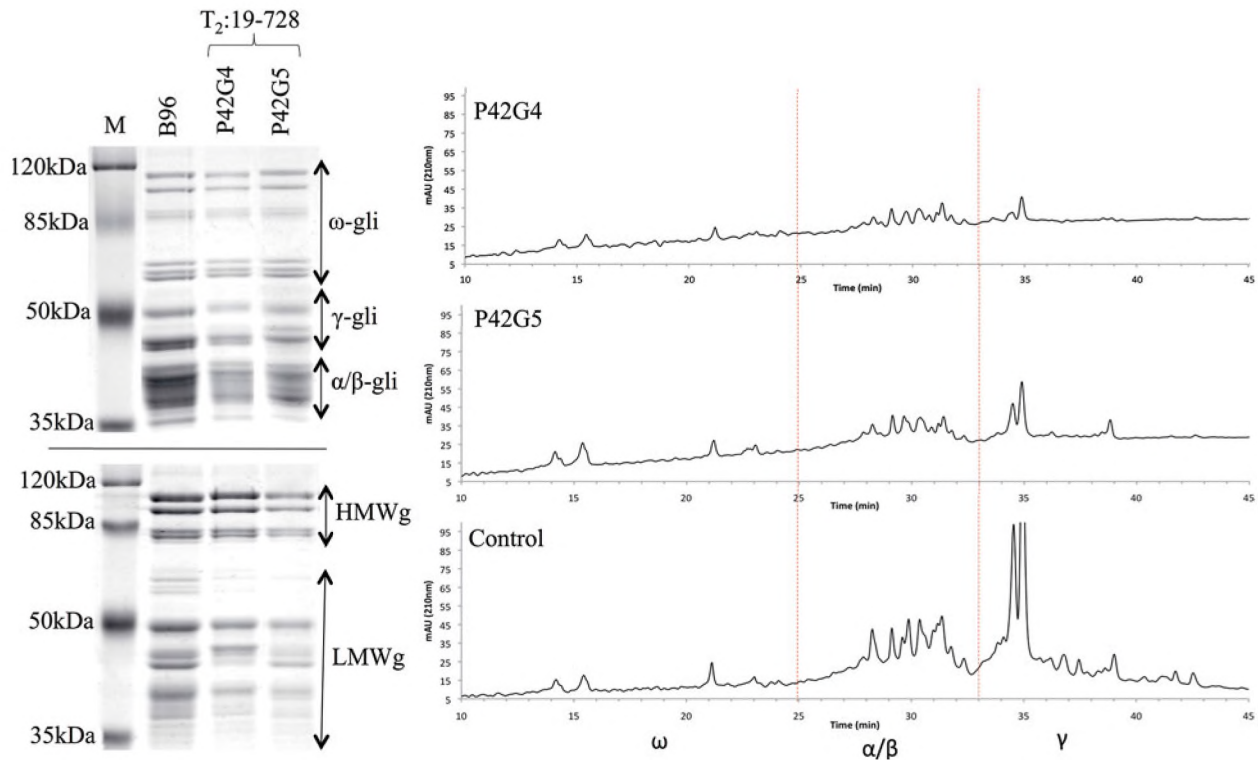 T2:19-728
M
B96
P42G4
P42G5
120kDa
85kDa
50kDa
35kDa
ω-gli
γ-gli
α/β-gli
120kDa
85kDa
50kDa
35kDa
HMWg
LMWg
P42G4
mAU (210nm)
95
85
75
65
55
45
35
25
15
5
10 15 20 25 30 35 40 45
Time (min)
P42G5
mAU (210nm)
95
85
75
65
55
45
35
25
15
5
10 15 20 25 30 35 40 45
Time (min)
Control
mAU (210nm)
95
85
75
65
55
45
35
25
15
5
10 15 20 25 30 35 40 45
Time (min)
ω α/β γ